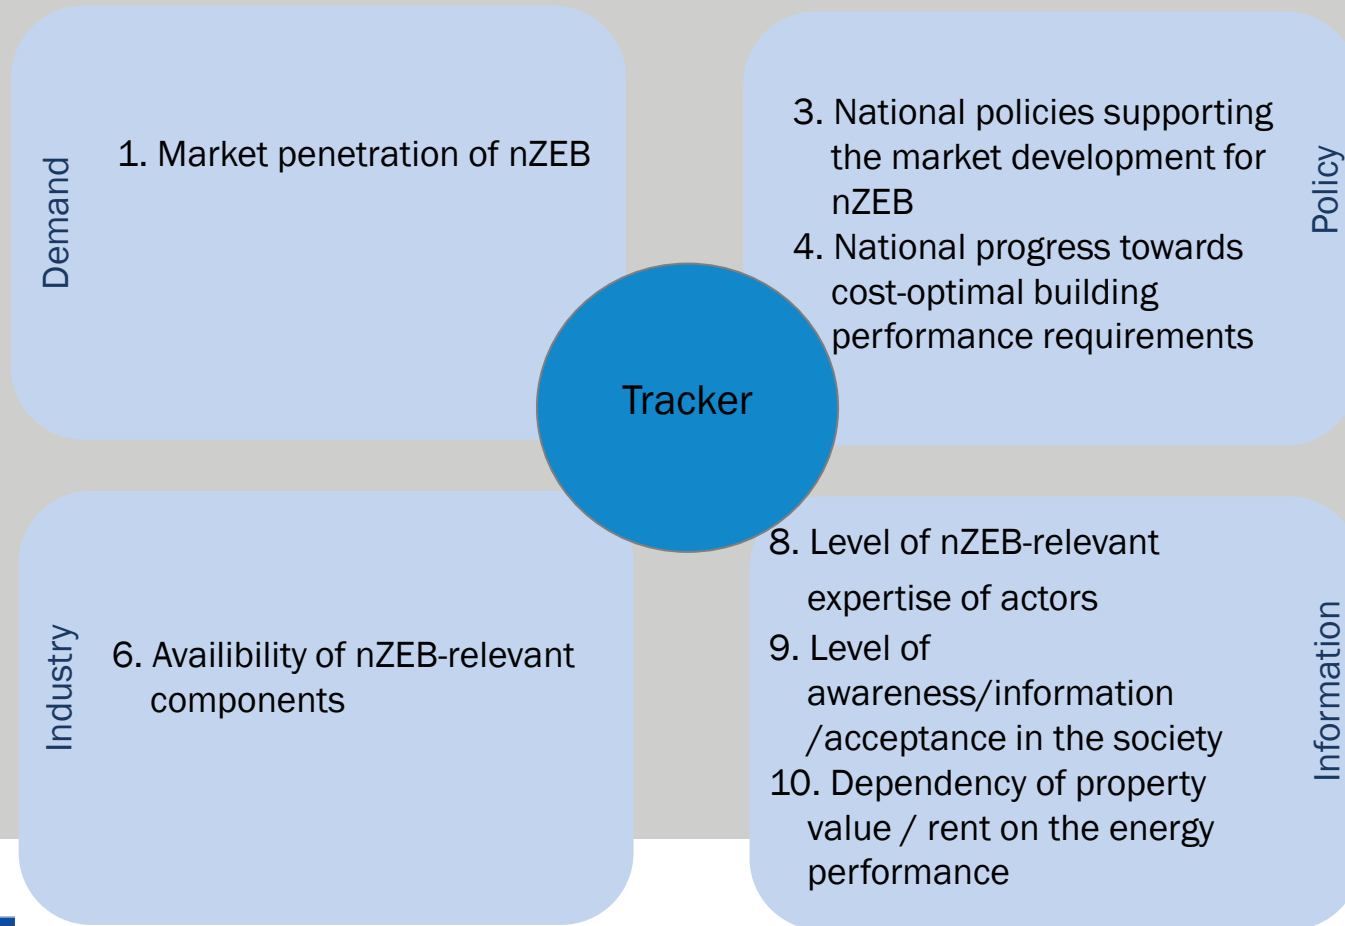 Demand
1. Market penetration of nZEB
3. National policies supporting
the market development for
nZEB
4. National progress towards
cost-optimal building
performance requirements
Policy
Tracker
Industry
6. Availibility of nZEB-relevant
components
8. Level of nZEB-relevant
expertise of actors
9. Level of
awareness/information
/acceptance in the society
10. Dependency of property
value / rent on the energy
performance
Information